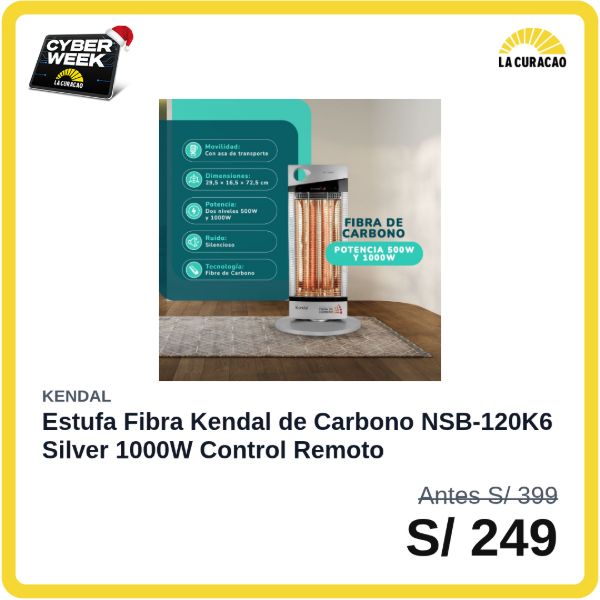 CYBER
WEEK
LA CURACAO
LA CURACAO
Movilidad:
Con asa de transporte
Dimensiones:
29,5 x 16,5 x 72,5 cm
Potencia:
Dos niveles 500W
y 1000W
Ruido:
Silencioso
Tecnología:
Fibra de Carbono
FIBRA DE
CARBONO
POTENCIA 500W
Y 1000W
Kendal
KENDAL
Estufa Fibra Kendal de Carbono NSB-120K6
Silver 1000W Control Remoto
Antes S/ 399
S/ 249